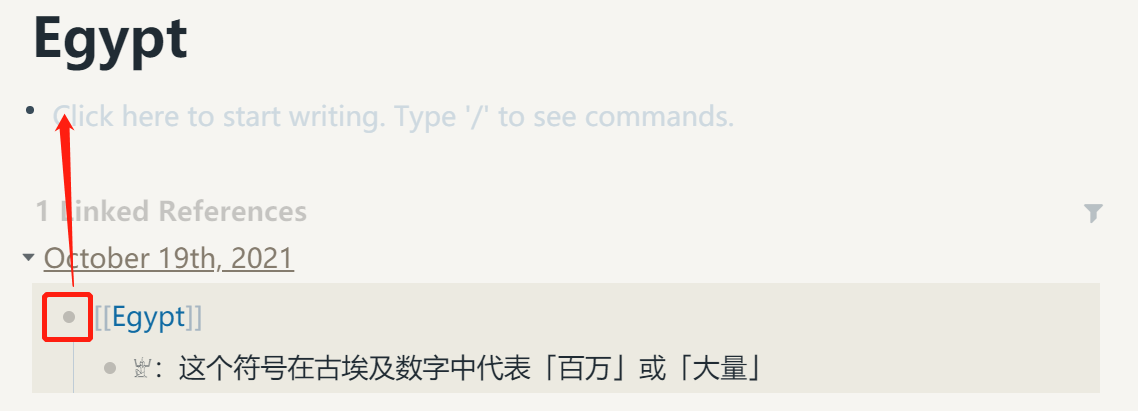 Egypt
Click here to start writing. Type '/' to see commands.
1 Linked References
October 19th, 2021
[[Egypt]]
𓁨：这个符号在古埃及数字中代表「百万」或「大量」